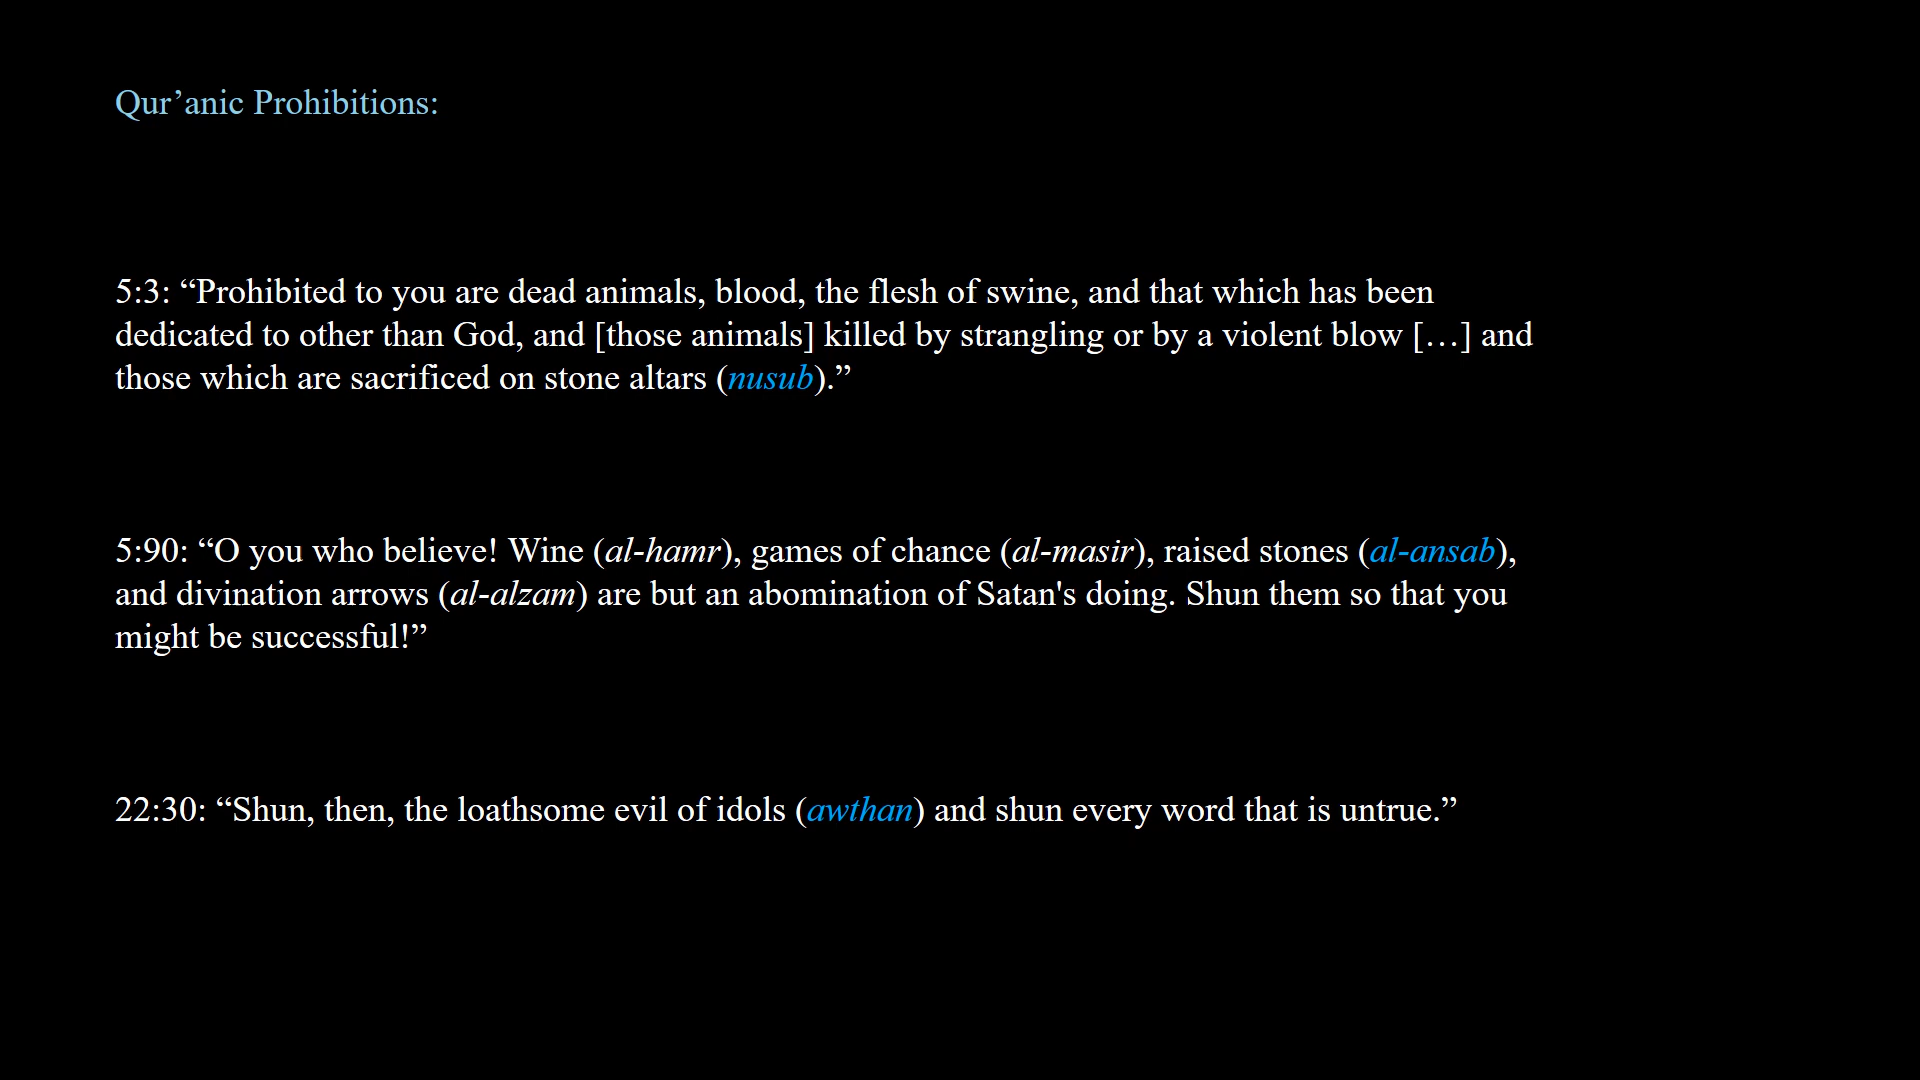 Qur’anic Prohibitions:
5:3: “Prohibited to you are dead animals, blood, the flesh of swine, and that which has been
dedicated to other than God, and [those animals] killed by strangling or by a violent blow […] and
those which are sacrificed on stone altars (nusub).”
5:90: “O you who believe! Wine (al-hamr), games of chance (al-masir), raised stones (al-ansab),
and divination arrows (al-alzam) are but an abomination of Satan's doing. Shun them so that you
might be successful!”
22:30: “Shun, then, the loathsome evil of idols (awthan) and shun every word that is untrue.”